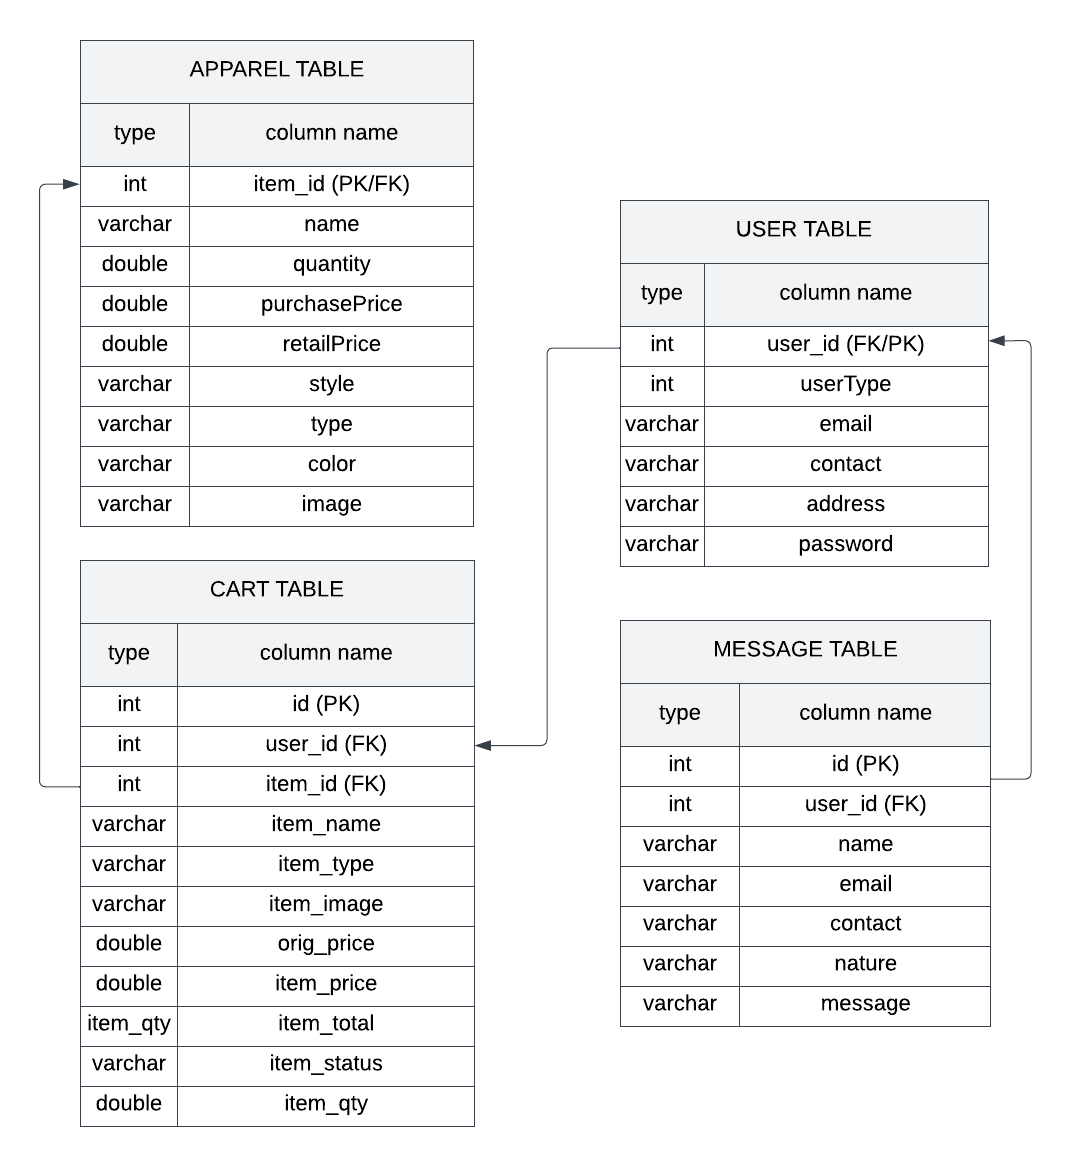 APPAREL TABLE
type column name
int item_id (PK/FK)
varchar name
double quantity
double purchasePrice
double retailPrice
varchar style
varchar type
varchar color
varchar image
USER TABLE
type column name
int user_id (FK/PK)
int userType
varchar email
varchar contact
varchar address
varchar password
CART TABLE
type column name
int id (PK)
int user_id (FK)
int item_id (FK)
varchar item_name
varchar item_type
varchar item_image
double orig_price
double item_price
item_qty item_total
varchar item_status
double item_qty
MESSAGE TABLE
type column name
int id (PK)
int user_id (FK)
varchar name
varchar email
varchar contact
varchar nature
varchar message